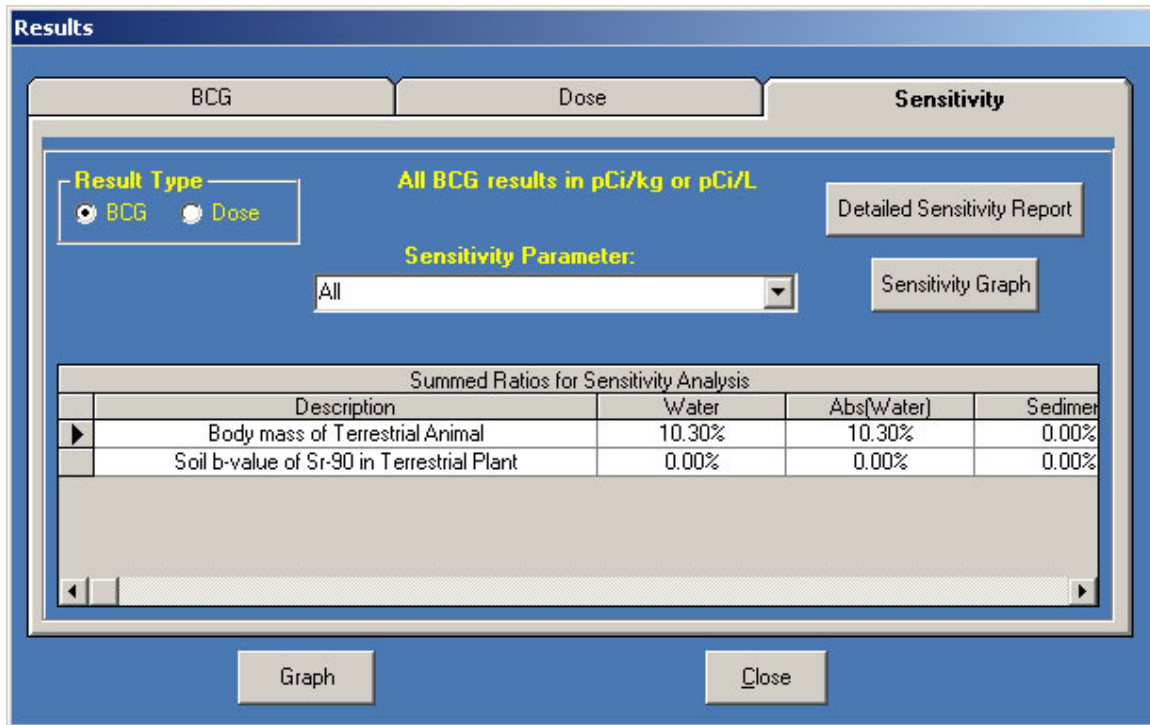 Results
BCG Dose Sensitivity
Result Type
BCG Dose
All BCG results in pCi/kg or pCi/L
Detailed Sensitivity Report
Sensitivity Parameter:
All
Sensitivity Graph
Summed Ratios for Sensitivity Analysis
Description Water Abs(Water) Sedimer
Body mass of Terrestrial Animal 10.30% 10.30% 0.00%
Soil b-value of Sr-90 in Terrestrial Plant 0.00% 0.00% 0.00%
Graph Close